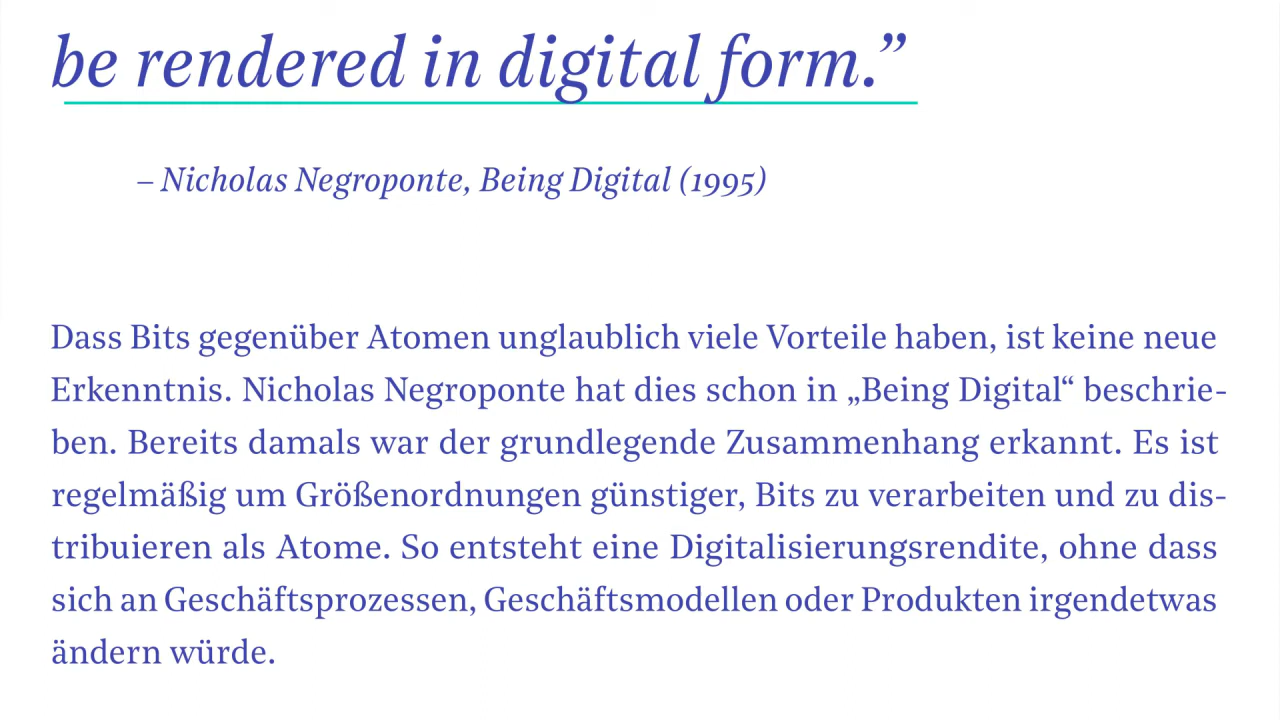 be rendered in digital form.”
– Nicholas Negroponte, Being Digital (1995)
Dass Bits gegenüber Atomen unglaublich viele Vorteile haben, ist keine neue
Erkenntnis. Nicholas Negroponte hat dies schon in „Being Digital“ beschrie-
ben. Bereits damals war der grundlegende Zusammenhang erkannt. Es ist
regelmäßig um Größenordnungen günstiger, Bits zu verarbeiten und zu dis-
tribuieren als Atome. So entsteht eine Digitalisierungsrendite, ohne dass
sich an Geschäftsprozessen, Geschäftsmodellen oder Produkten irgendetwas
ändern würde.